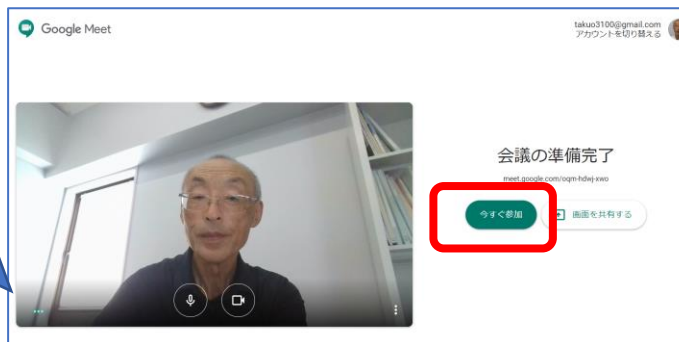 Google Meet
takuo3100@gmail.com
アカウントを切り替える
会議の準備完了
meet.google.com/oqm-hdwj-xwo
今すぐ参加
画面を共有する